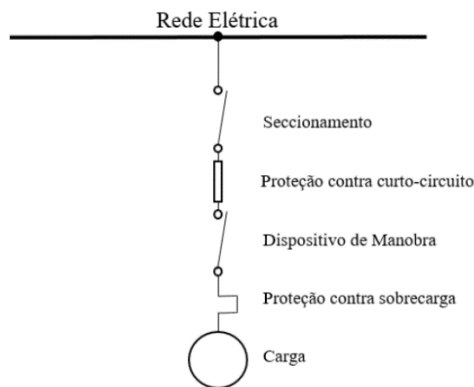 Rede Elétrica
Seccionamento
Proteção contra curto-circuito
Dispositivo de Manobra
Proteção contra sobrecarga
Carga